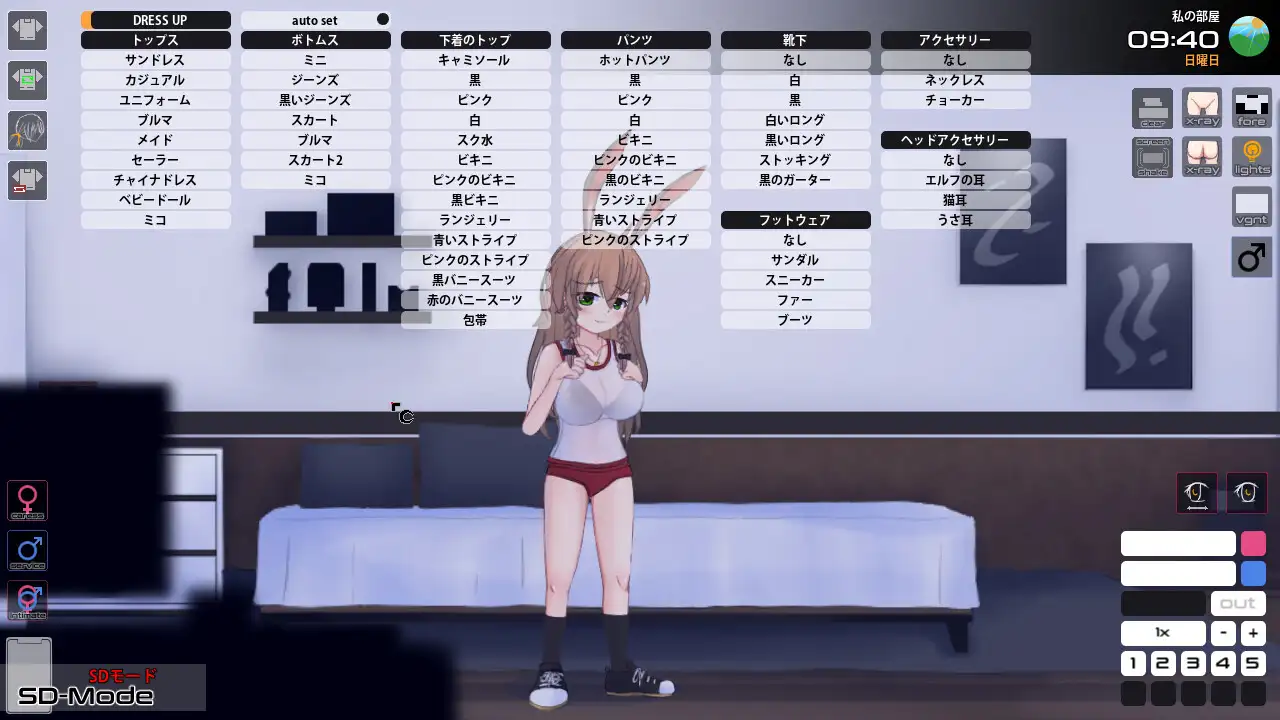 DRESS UP
auto set
トップス
サンドレス
カジュアル
ユニフォーム
ブルマ
メイド
セーラー
チャイナドレス
ベビードール
ミコ
ボトムス
ミニ
ジーンズ
黒いジーンズ
スカート
ブルマ
スカート2
ミコ
下着のトップ
キャミソール
黒
ピンク
白
スク水
ビキニ
ピンクのビキニ
黒ビキニ
ランジェリー
青いストライプ
ピンクのストライプ
黒バニースーツ
赤のバニースーツ
包帯
パンツ
ホットパンツ
黒
ピンク
白
ビキニ
ピンクのビキニ
黒のビキニ
ランジェリー
青いストライプ
ピンクのストライプ
靴下
なし
白
黒
白いロング
黒いロング
ストッキング
黒のガーター
フットウェア
なし
サンダル
スニーカー
ファー
ブーツ
アクセサリー
なし
ネックレス
チョーカー
ヘッドアクセサリー
なし
エルフの耳
猫耳
うさ耳
私の部屋
09:40
日曜日
clear
x-ray
fore
x-ray
lights
vgnt
caress
service
intimate
SDモード
SD-Mode
out
1x
-
+
1 2 3 4 5